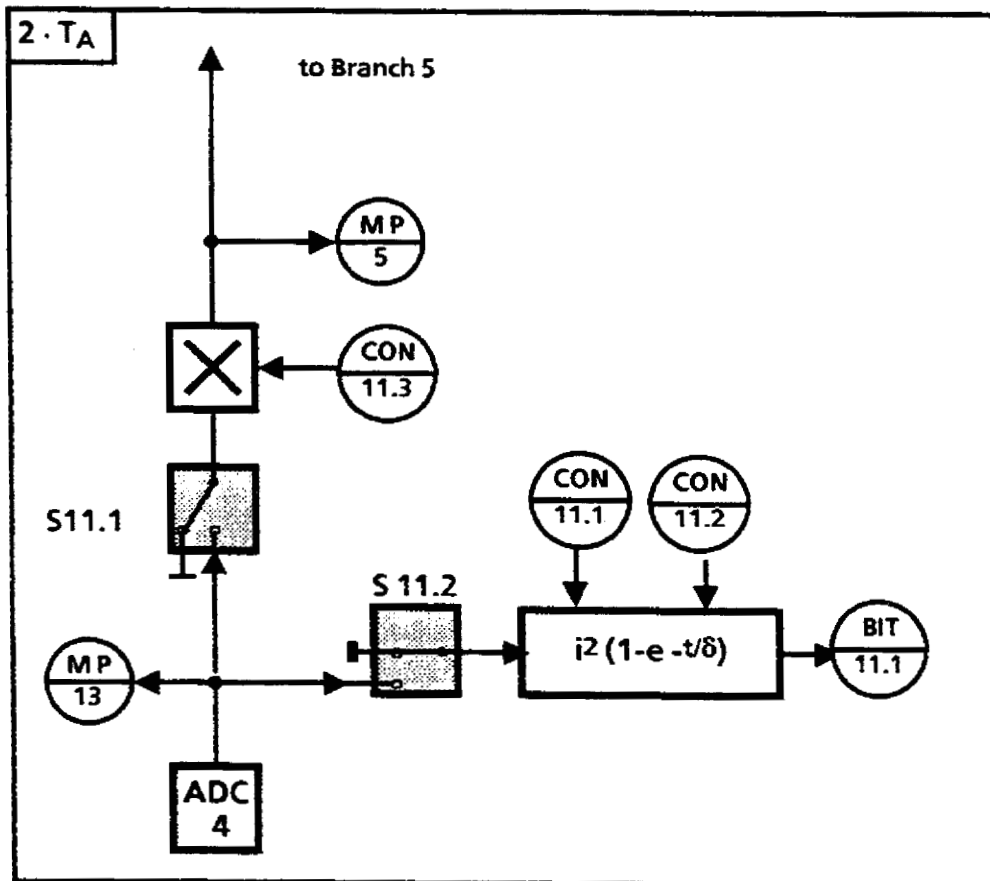 2 · TA
to Branch 5
MP
5
CON
11.3
S11.1
CON
11.1
CON
11.2
S 11.2
i2 (1-e -t/δ)
BIT
11.1
MP
13
ADC
4